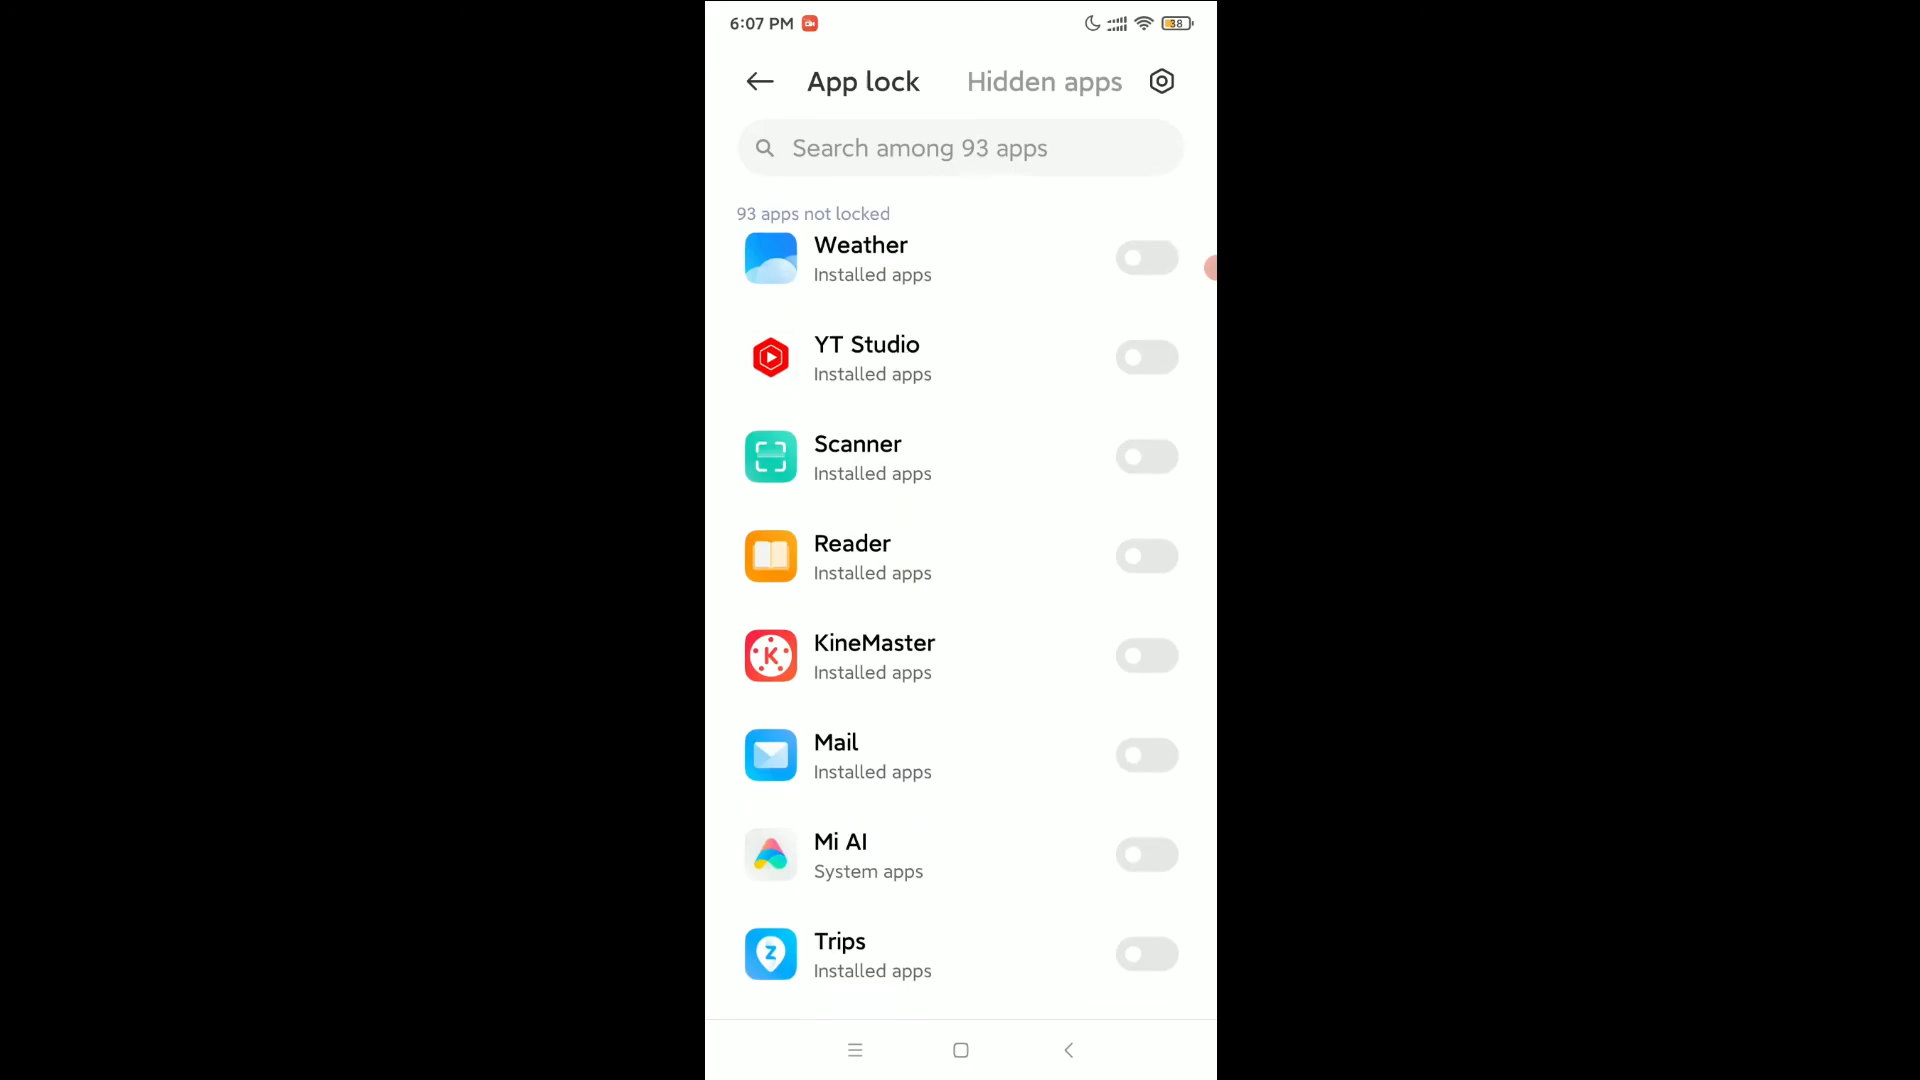 6:07 PM
38
App lock
Hidden apps
Search among 93 apps
93 apps not locked
Weather
Installed apps
YT Studio
Installed apps
Scanner
Installed apps
Reader
Installed apps
KineMaster
Installed apps
K
Mail
Installed apps
Mi AI
System apps
Trips
Installed apps
Z